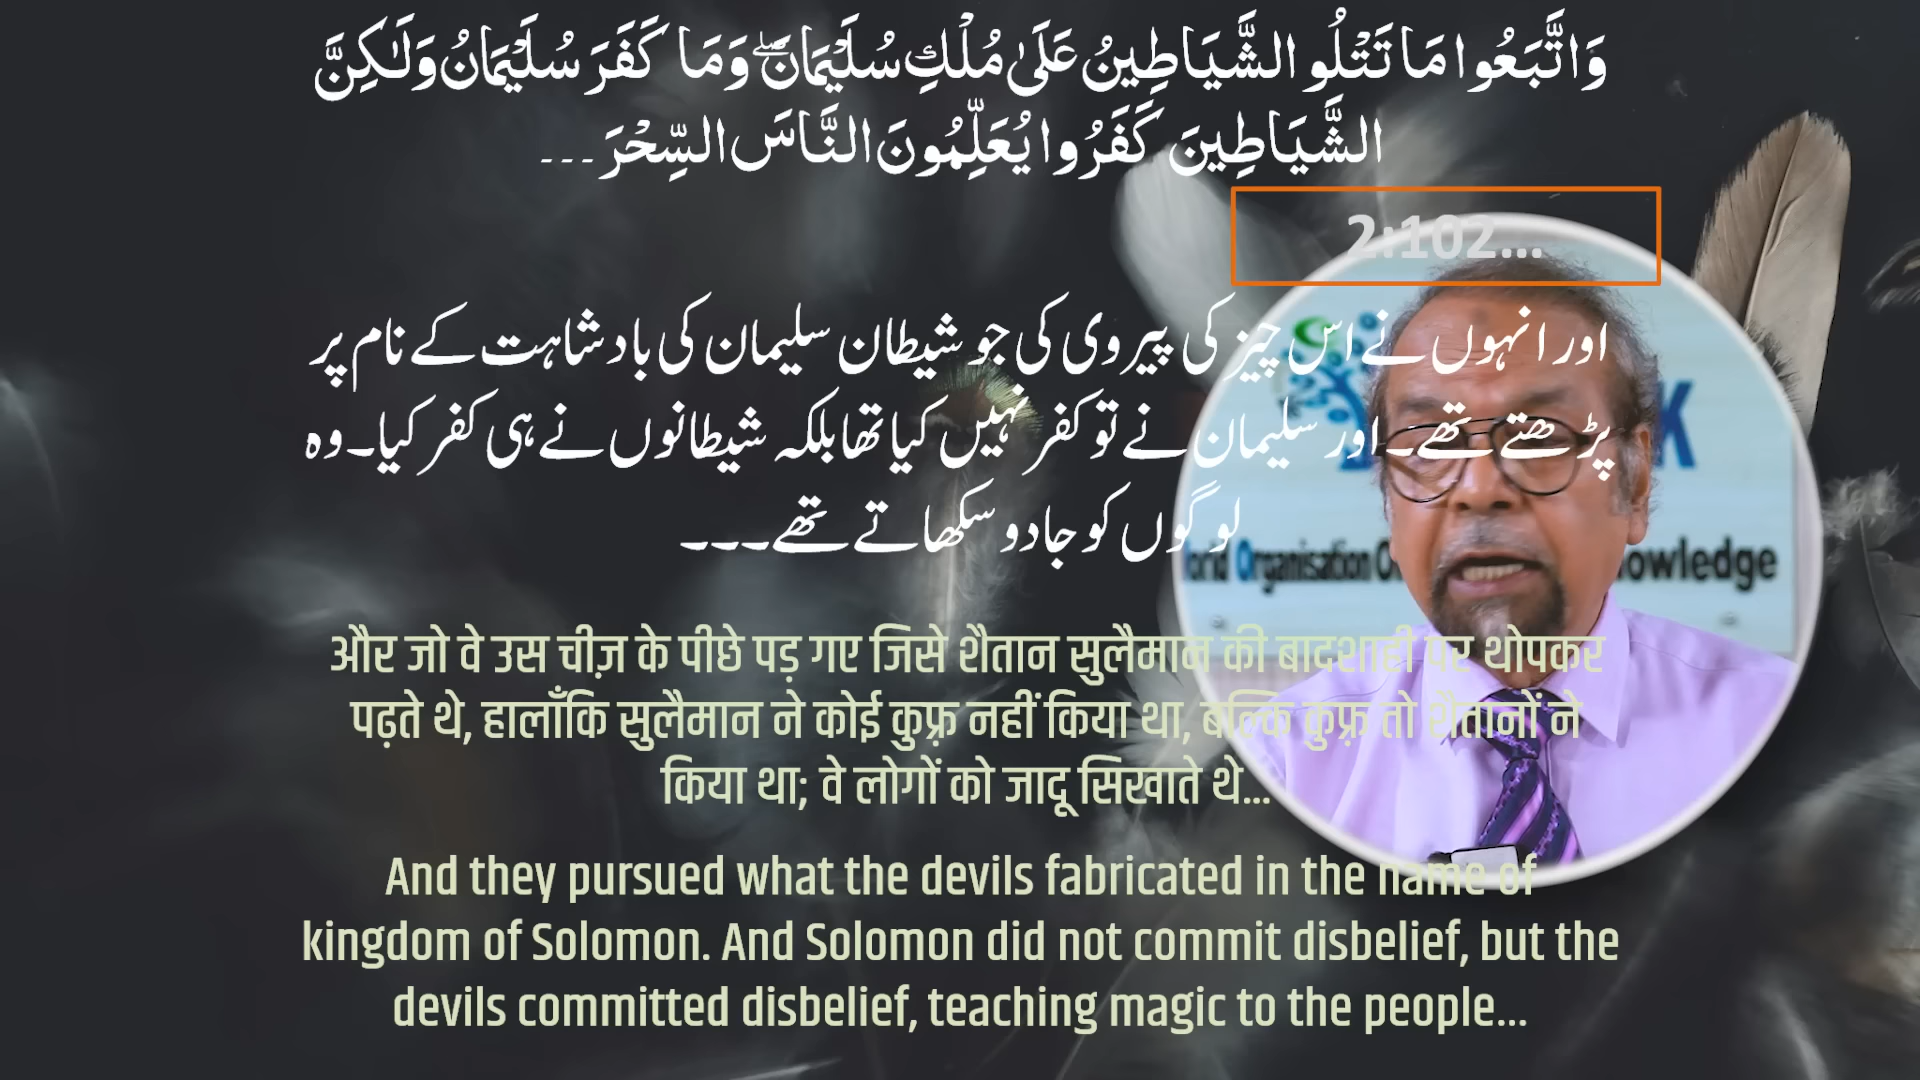 وَاتَّبَعُوا مَا تَتْلُو الشَّيَاطِينُ عَلَىٰ مُلْكِ سُلَيْمَانَ ۖ وَمَا كَفَرَ سُلَيْمَانُ وَلَٰكِنَّ
الشَّيَاطِينَ كَفَرُوا يُعَلِّمُونَ النَّاسَ السِّحْرَ ---
2:102...
اور انہوں نے اس چیز کی پیروی کی جو شیطان سلیمان کی بادشاہت کے نام پر
پڑھتے تھے۔ اور سلیمان نے تو کفر نہیں کیا تھا بلکہ شیطانوں نے ہی کفر کیا۔ وہ
لوگوں کو جادو سکھاتے تھے۔۔۔
K
orld Organisation O owledge
और जो वे उस चीज़ के पीछे पड़ गए जिसे शैतान सुलैमान की बादशाही पर थोपकर
पढ़ते थे, हालाँकि सुलैमान ने कोई कुफ़्र नहीं किया था, बल्कि कुफ़्र तो शैतानों ने
किया था; वे लोगों को जादू सिखाते थे...
And they pursued what the devils fabricated in the name of
kingdom of Solomon. And Solomon did not commit disbelief, but the
devils committed disbelief, teaching magic to the people...